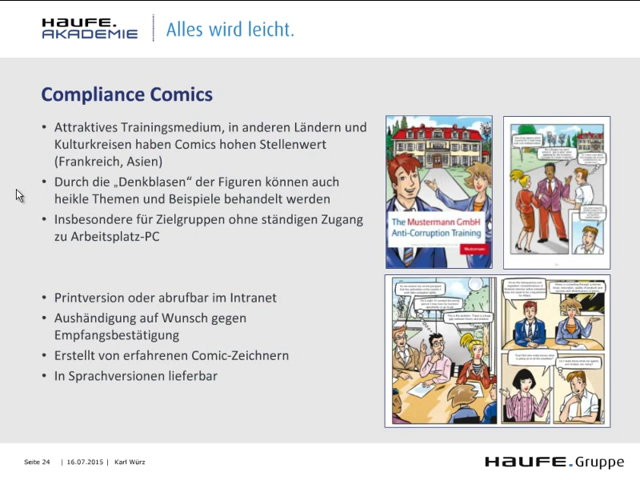 HAUFE.
AKADEMIE
Alles wird leicht.
Compliance Comics
• Attraktives Trainingsmedium, in anderen Ländern und
Kulturkreisen haben Comics hohen Stellenwert
(Frankreich, Asien)
• Durch die „Denkblasen“ der Figuren können auch
heikle Themen und Beispiele behandelt werden
• Insbesondere für Zielgruppen ohne ständigen Zugang
zu Arbeitsplatz-PC
• Printversion oder abrufbar im Intranet
• Aushändigung auf Wunsch gegen
Empfangsbestätigung
• Erstellt von erfahrenen Comic-Zeichnern
• In Sprachversionen lieferbar
The Mustermann GmbH
Anti-Corruption Training
Mustermann
Seite 24 | 16.07.2015 | Karl Würz
HAUFE.Gruppe